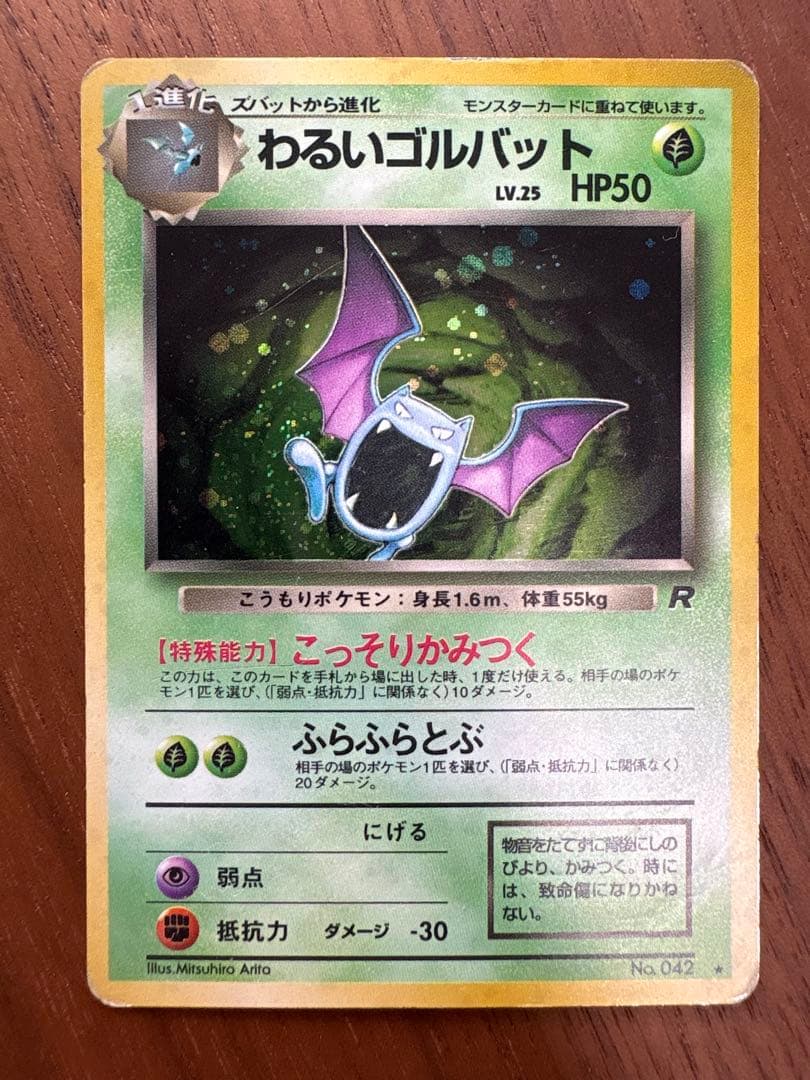 1進化 ズバットから進化 モンスターカードに重ねて使います。
わるいゴルバット
LV.25 HP50
こうもりポケモン：身長1.6m、体重55kg R
【特殊能力】こっそりかみつく
この力は、このカードを手札から場に出した時、1度だけ使える。相手の場のポケ
モン1匹を選び、(「弱点・抵抗力」に関係なく)10ダメージ。
ふらふらとぶ
相手の場のポケモン1匹を選び、(「弱点・抵抗力」に関係なく)
20ダメージ。
にげる
弱点
抵抗力 ダメージ -30
物音をたてずに背後にしの
びより、かみつく。時に
は、致命傷になりかね
ない。
Illus.Mitsuhiro Arita No. 042 ★